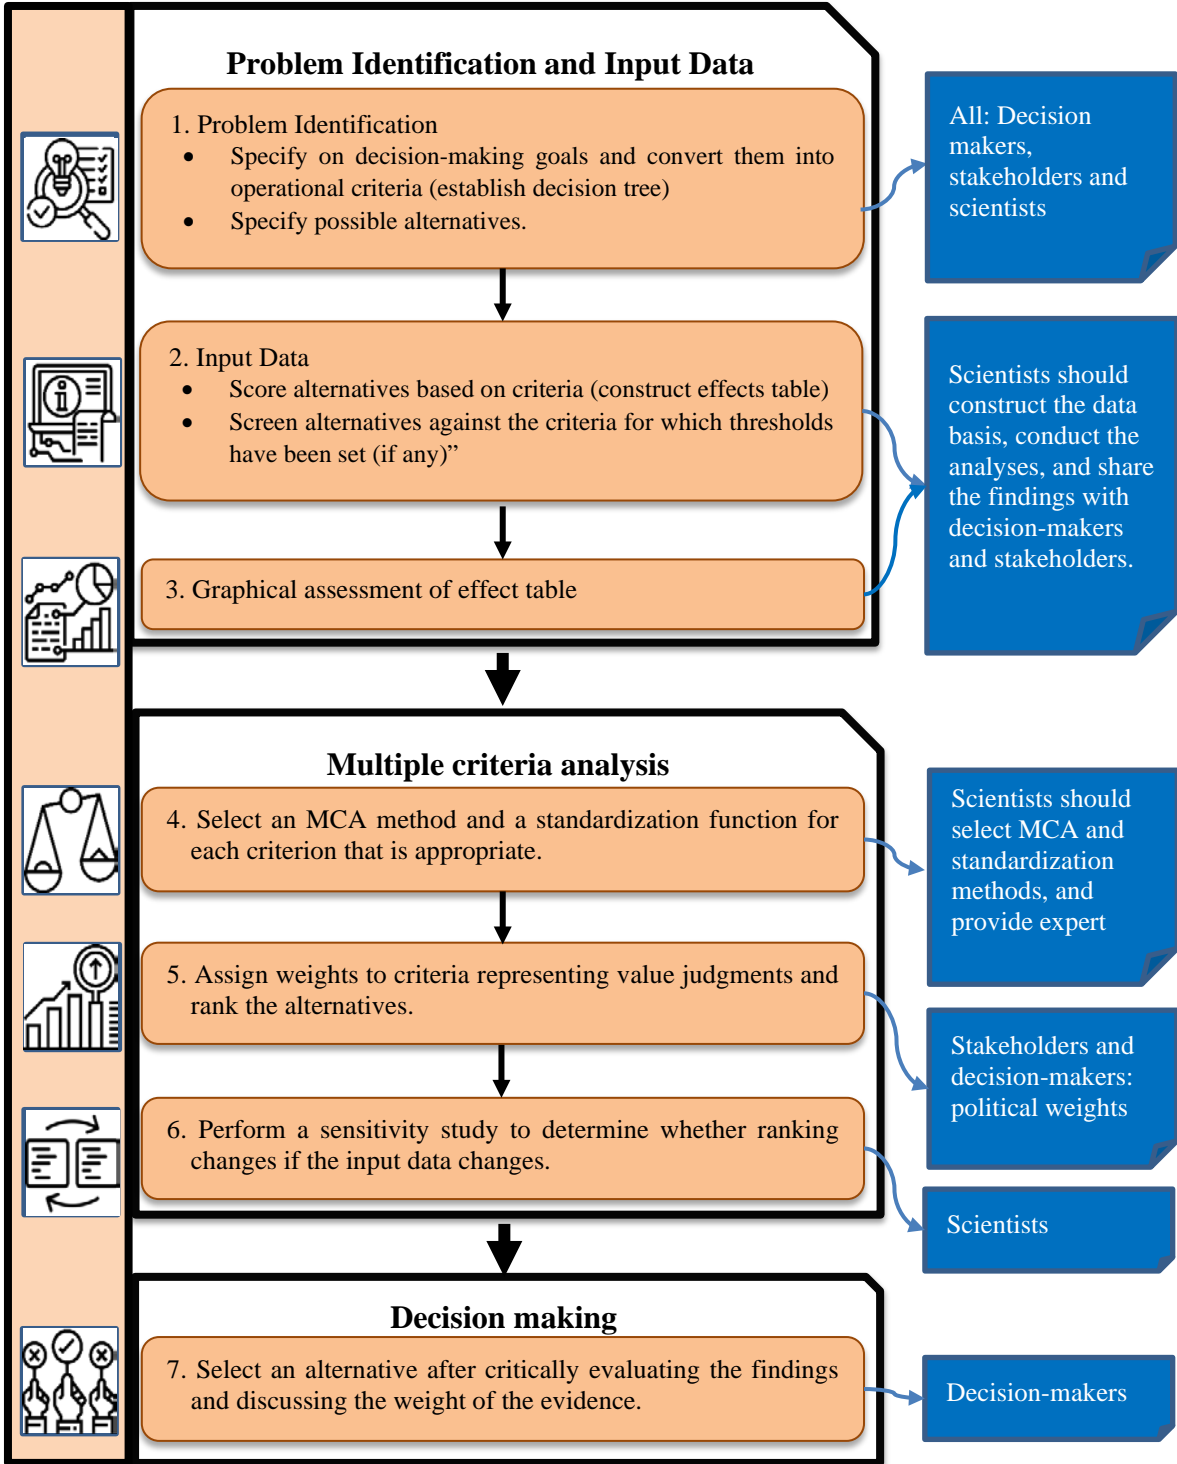 Problem Identification and Input Data
1. Problem Identification
• Specify on decision-making goals and convert them into
operational criteria (establish decision tree)
• Specify possible alternatives.
All: Decision
makers,
stakeholders and
scientists
2. Input Data
• Score alternatives based on criteria (construct effects table)
• Screen alternatives against the criteria for which thresholds
have been set (if any)”
3. Graphical assessment of effect table
Scientists should
construct the data
basis, conduct the
analyses, and share
the findings with
decision-makers
and stakeholders.
Multiple criteria analysis
4. Select an MCA method and a standardization function for
each criterion that is appropriate.
Scientists should
select MCA and
standardization
methods, and
provide expert
5. Assign weights to criteria representing value judgments and
rank the alternatives.
Stakeholders and
decision-makers:
political weights
6. Perform a sensitivity study to determine whether ranking
changes if the input data changes.
Scientists
Decision making
7. Select an alternative after critically evaluating the findings
and discussing the weight of the evidence.
Decision-makers